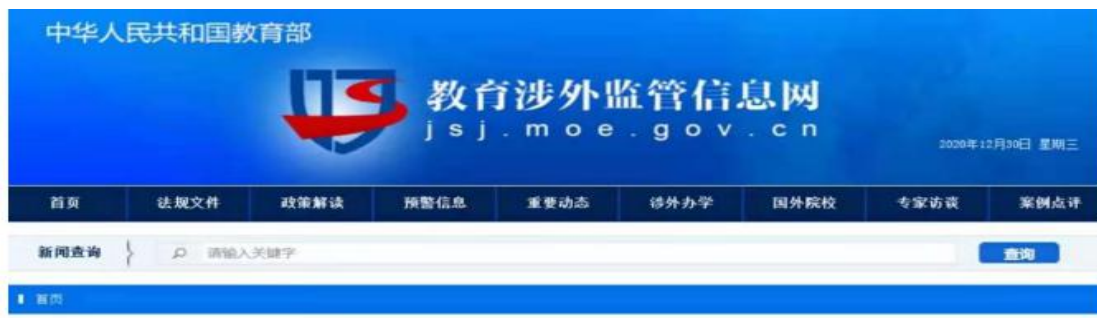 中华人民共和国教育部
教育涉外监管信息网
jsj.moe.gov.cn
2020年12月30日 星期三
首页 法规文件 政策解读 预警信息 重要动态 涉外办学 国外院校 专家访谈 案例点评
新闻查询 请输入关键字 查询
首页